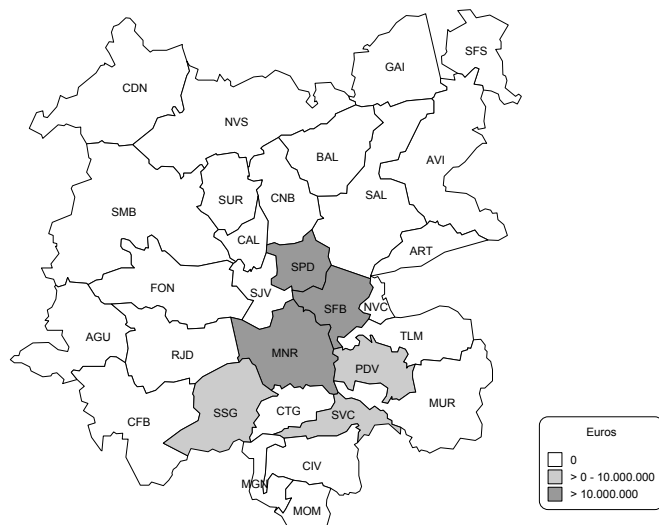 SFS
GAI
CDN
NVS
BAL
AVI
SUR
CNB
SAL
SMB
CAL
ART
SPD
FON
SJV
SFB
NVC
AGU
TLM
RJD
MNR
PDV
MUR
SSG
CTG
SVC
CFB
CIV
MGN
MOM
Euros
0
> 0 - 10.000.000
> 10.000.000